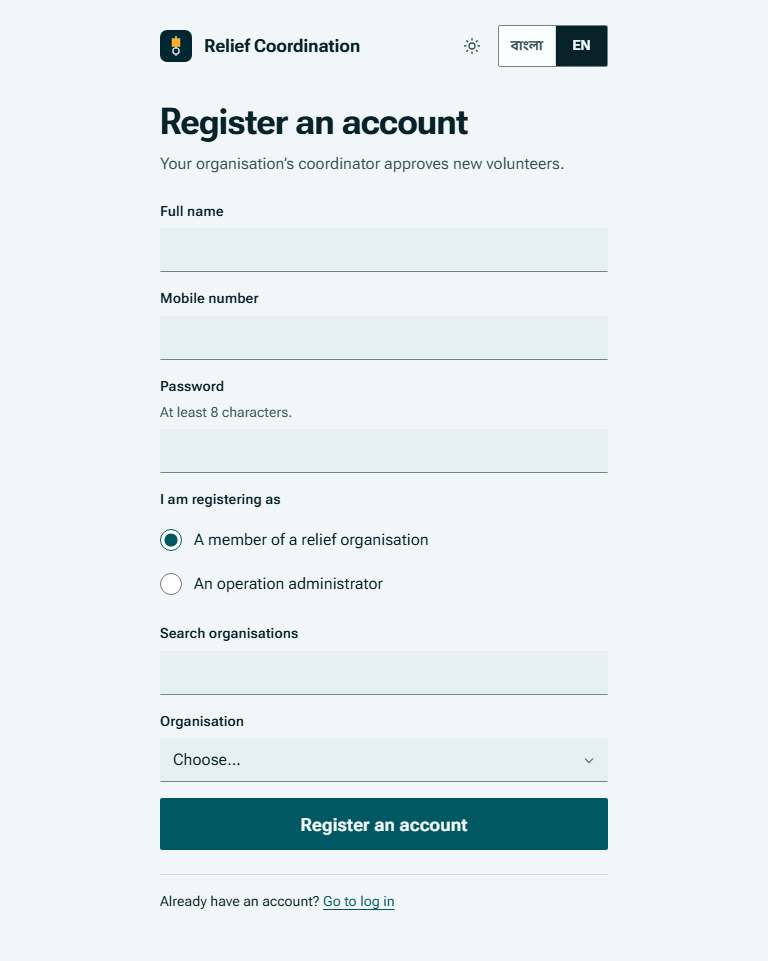 Relief Coordination
বাংলা
EN
Register an account
Your organisation's coordinator approves new volunteers.
Full name
Mobile number
Password
At least 8 characters.
I am registering as
A member of a relief organisation
An operation administrator
Search organisations
Organisation
Choose...
Register an account
Already have an account? Go to log in